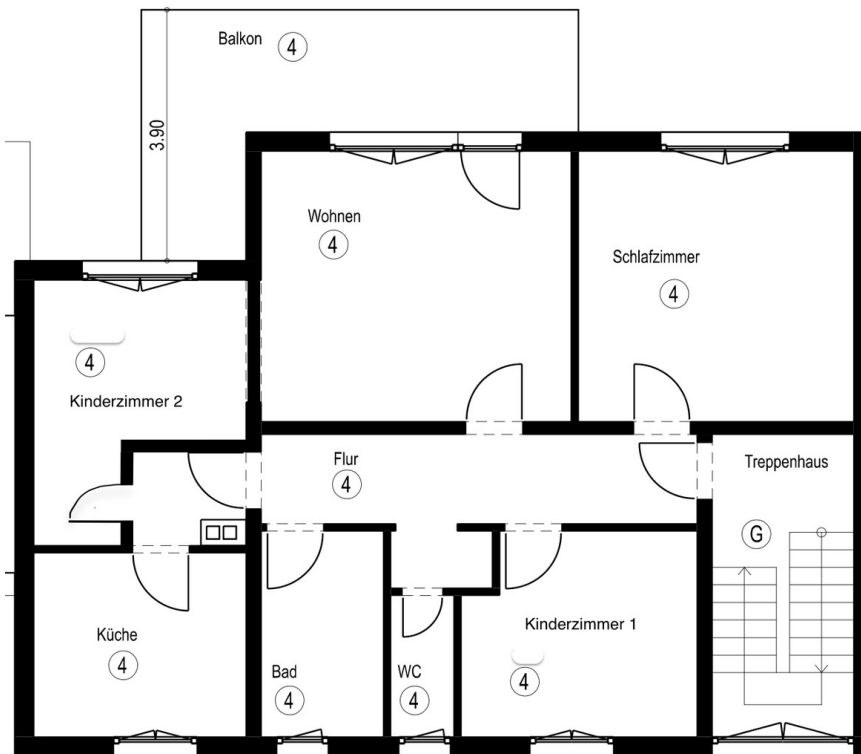 Balkon 4
3.90
Wohnen
4
Schlafzimmer
4
4
Kinderzimmer 2
Flur
4
Treppenhaus
G
Küche
4
Bad
4
WC
4
Kinderzimmer 1
4